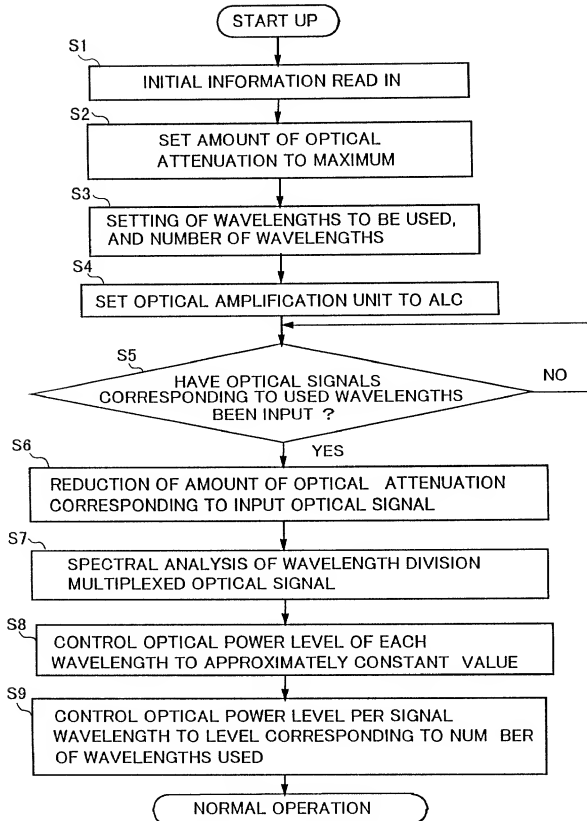 START UP
S1
INITIAL INFORMATION READ IN
S2
SET AMOUNT OF OPTICAL
ATTENUATION TO MAXIMUM
S3
SETTING OF WAVELENGTHS TO BE USED,
AND NUMBER OF WAVELENGTHS
S4
SET OPTICAL AMPLIFICATION UNIT TO ALC
S5
HAVE OPTICAL SIGNALS
CORRESPONDING TO USED WAVELENGTHS
BEEN INPUT ?
NO
YES
S6
REDUCTION OF AMOUNT OF OPTICAL ATTENUATION
CORRESPONDING TO INPUT OPTICAL SIGNAL
S7
SPECTRAL ANALYSIS OF WAVELENGTH DIVISION
MULTIPLEXED OPTICAL SIGNAL
S8
CONTROL OPTICAL POWER LEVEL OF EACH
WAVELENGTH TO APPROXIMATELY CONSTANT VALUE
S9
CONTROL OPTICAL POWER LEVEL PER SIGNAL
WAVELENGTH TO LEVEL CORRESPONDING TO NUM BER
OF WAVELENGTHS USED
NORMAL OPERATION